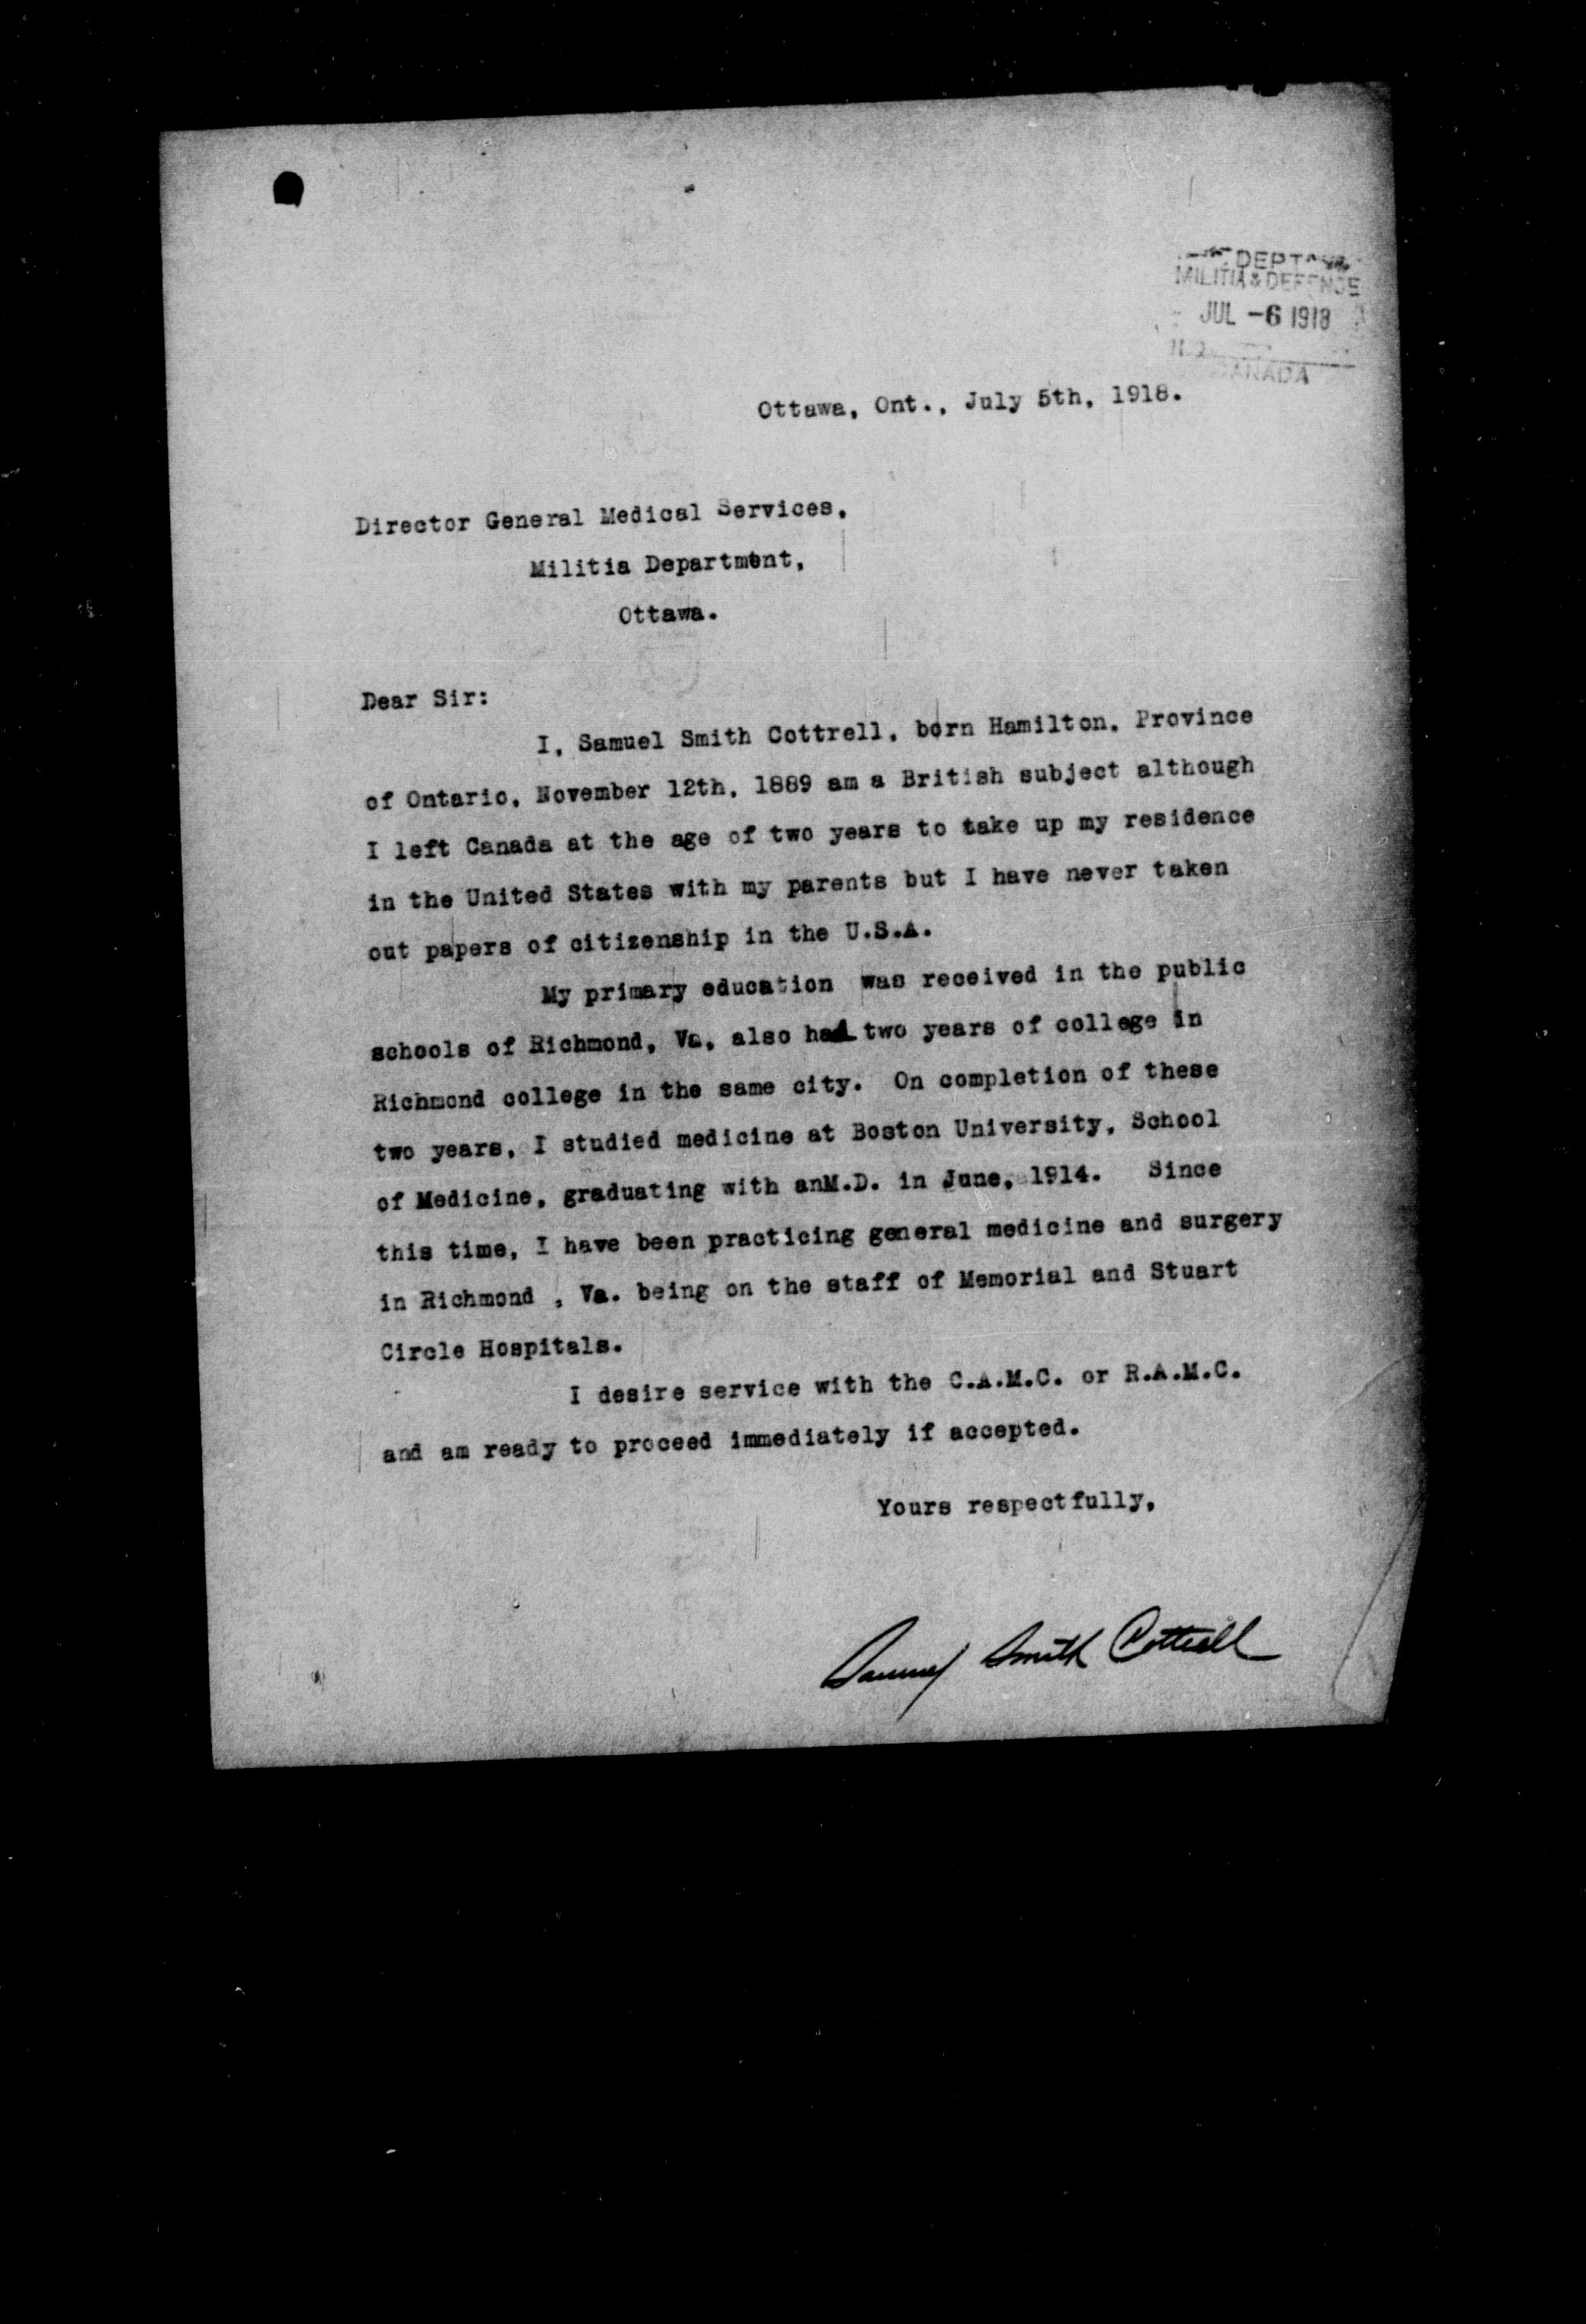 DEPT
MILITIA & DEFENCE
JUL -6 1918
H.Q.
CANADA
Ottawa, Ont., July 5th, 1918.
Director General Medical Services,
Militia Department,
Ottawa.
Dear Sir:
I, Samuel Smith Cottrell, born Hamilton, Province
of Ontario, November 12th, 1889 am a British subject although
I left Canada at the age of two years to take up my residence
in the United States with my parents but I have never taken
out papers of citizenship in the U.S.A.
My primary education was received in the public
schools of Richmond, Va, also had two years of college in
Richmond college in the same city. On completion of these
two years, I studied medicine at Boston University, School
of Medicine, graduating with anM.D. in June, 1914. Since
this time, I have been practicing general medicine and surgery
in Richmond , Va. being on the staff of Memorial and Stuart
Circle Hospitals.
I desire service with the C.A.M.C. or R.A.M.C.
and am ready to proceed immediately if accepted.
Yours respectfully,
Samuel Smith Cottrell